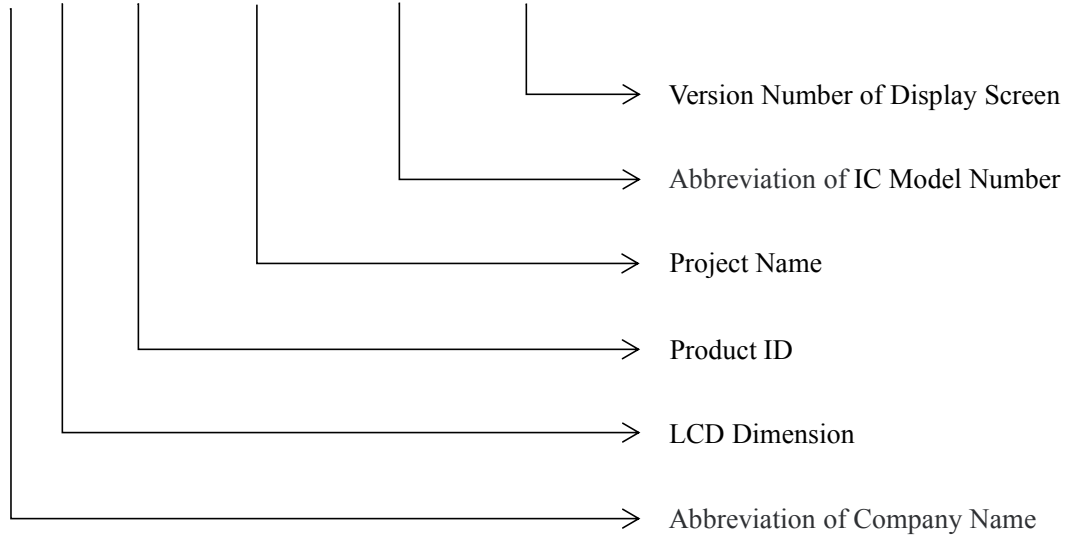 Version Number of Display Screen
Abbreviation of IC Model Number
Project Name
Product ID
LCD Dimension
Abbreviation of Company Name